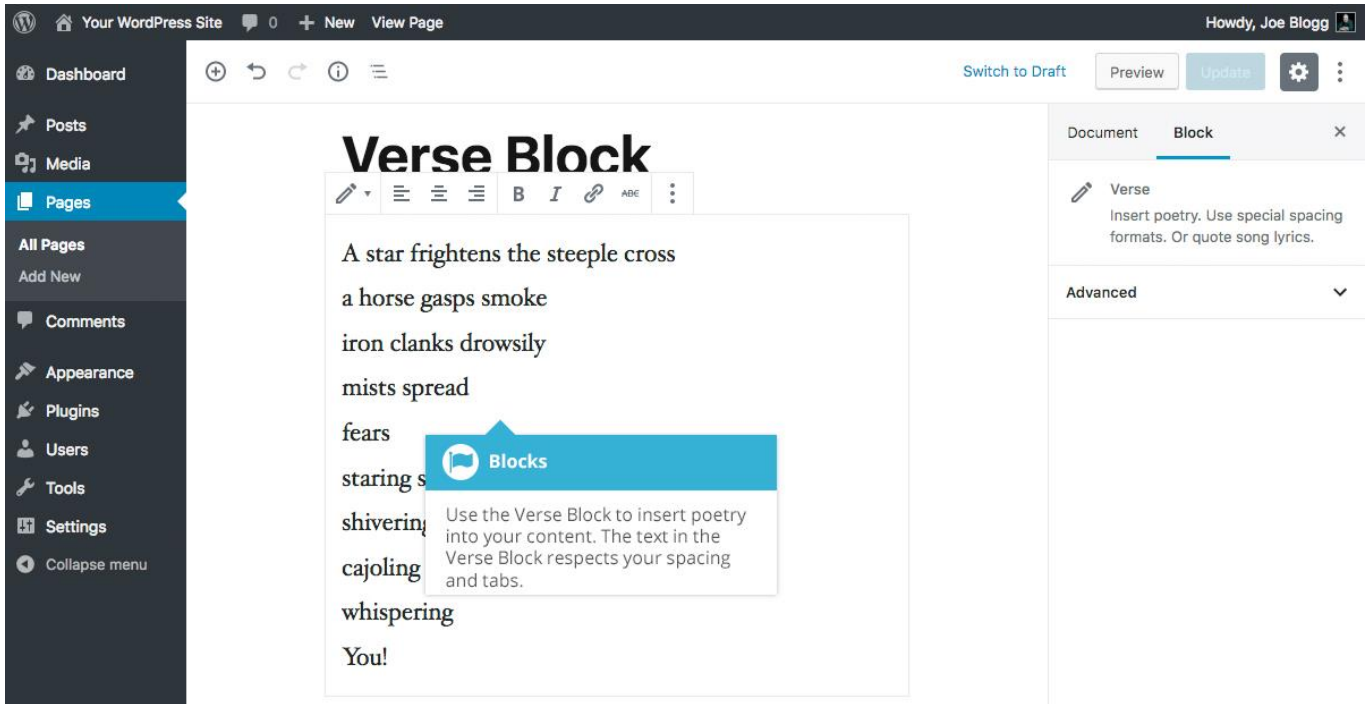 Your WordPress Site 0 New View Page Howdy, Joe Blogg
Dashboard
Posts
Media
Pages
All Pages
Add New
Comments
Appearance
Plugins
Users
Tools
Settings
Collapse menu
Switch to Draft Preview Update
Verse Block
B I ABC
A star frightens the steeple cross
a horse gasps smoke
iron clanks drowsily
mists spread
fears
staring s
shivering
cajoling
whispering
You!
Blocks
Use the Verse Block to insert poetry
into your content. The text in the
Verse Block respects your spacing
and tabs.
Document Block
Verse
Insert poetry. Use special spacing
formats. Or quote song lyrics.
Advanced